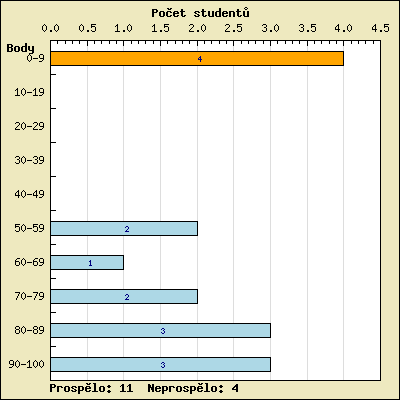 Počet studentů
0.0 0.5 1.0 1.5 2.0 2.5 3.0 3.5 4.0 4.5
Body
0-9 4
10-19
20-29
30-39
40-49
50-59 2
60-69 1
70-79 2
80-89 3
90-100 3
Prospělo: 11 Neprospělo: 4